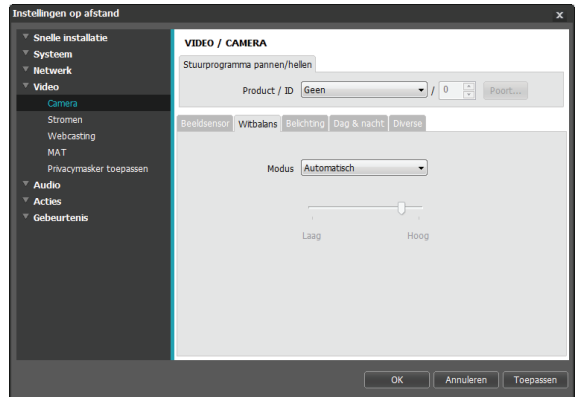 Instellingen op afstand x
Snelle installatie
Systeem
Netwerk
Video
Camera
Stromen
Webcasting
MAT
Privacymasker toepassen
Audio
Acties
Gebeurtenis
VIDEO / CAMERA
Stuurprogramma pannen/hellen
Product / ID Geen / 0 Poort...
Beeldsensor Witbalans Belichting Dag & nacht Diverse
Modus Automatisch
Laag Hoog
OK Annuleren Toepassen